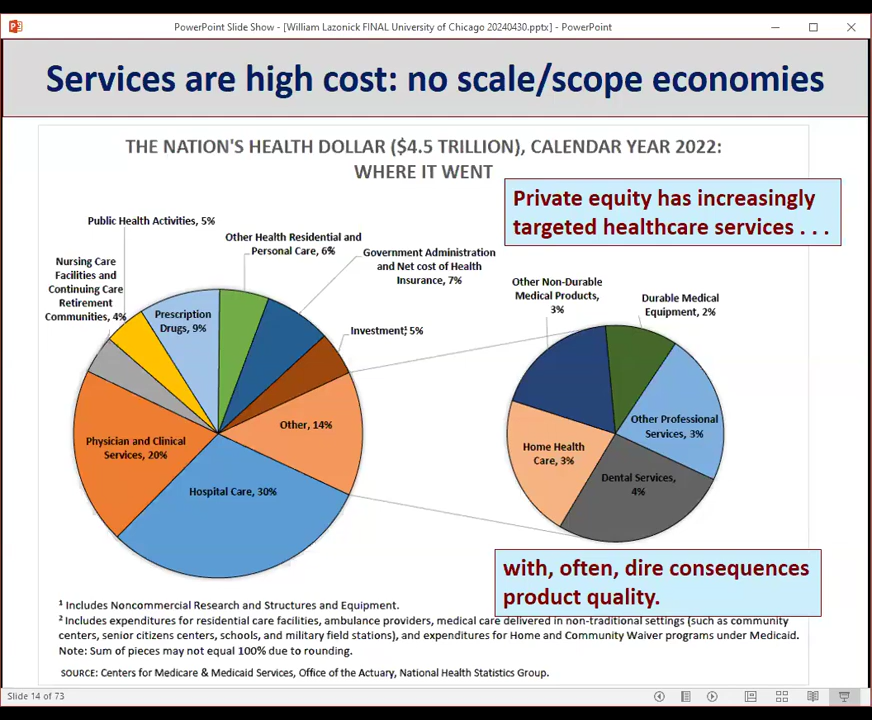 PowerPoint Slide Show - [William Lazonick FINAL University of Chicago 20240430.pptx] - PowerPoint
Services are high cost: no scale/scope economies
THE NATION'S HEALTH DOLLAR ($4.5 TRILLION), CALENDAR YEAR 2022:
WHERE IT WENT
Private equity has increasingly
targeted healthcare services . . .
Public Health Activities, 5%
Other Health Residential and
Personal Care, 6%
Government Administration
and Net cost of Health
Insurance, 7%
Nursing Care
Facilities and
Continuing Care
Retirement
Communities, 4%
Prescription
Drugs, 9%
Investment, 5%
Other, 14%
Physician and Clinical
Services, 20%
Hospital Care, 30%
Other Non-Durable
Medical Products,
3%
Durable Medical
Equipment, 2%
Other Professional
Services, 3%
Home Health
Care, 3%
Dental Services,
4%
with, often, dire consequences
product quality.
¹ Includes Noncommercial Research and Structures and Equipment.
² Includes expenditures for residential care facilities, ambulance providers, medical care delivered in non-traditional settings (such as community
centers, senior citizens centers, schools, and military field stations), and expenditures for Home and Community Waiver programs under Medicaid.
Note: Sum of pieces may not equal 100% due to rounding.
SOURCE: Centers for Medicare & Medicaid Services, Office of the Actuary, National Health Statistics Group.
Slide 14 of 73